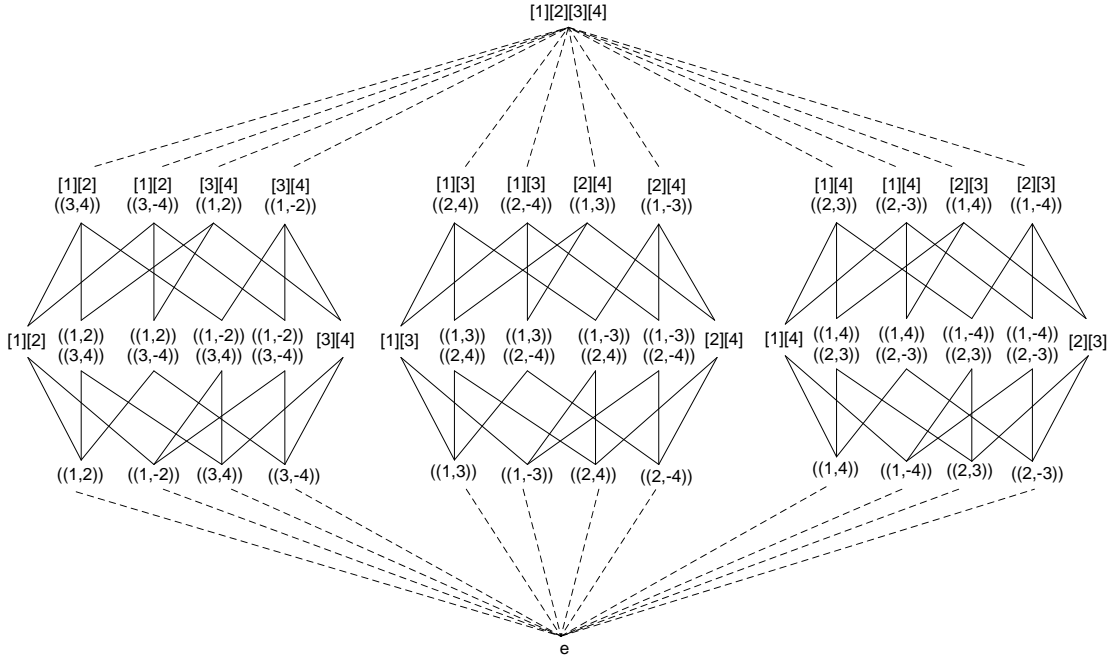 [1][2][3][4]
[1][2] [1][2] [3][4] [3][4] [1][3] [1][3] [2][4] [2][4] [1][4] [1][4] [2][3] [2][3]
((3,4)) ((3,-4)) ((1,2)) ((1,-2)) ((2,4)) ((2,-4)) ((1,3)) ((1,-3)) ((2,3)) ((2,-3)) ((1,4)) ((1,-4))
[1][2] ((1,2)) ((1,2)) ((1,-2)) ((1,-2)) [3][4] [1][3] ((1,3)) ((1,3)) ((1,-3)) ((1,-3)) [2][4] [1][4] ((1,4)) ((1,4)) ((1,-4)) ((1,-4)) [2][3]
((3,4)) ((3,-4)) ((3,4)) ((3,-4)) ((2,4)) ((2,-4)) ((2,4)) ((2,-4)) ((2,3)) ((2,-3)) ((2,3)) ((2,-3))
((1,2)) ((1,-2)) ((3,4)) ((3,-4)) ((1,3)) ((1,-3)) ((2,4)) ((2,-4)) ((1,4)) ((1,-4)) ((2,3)) ((2,-3))
e